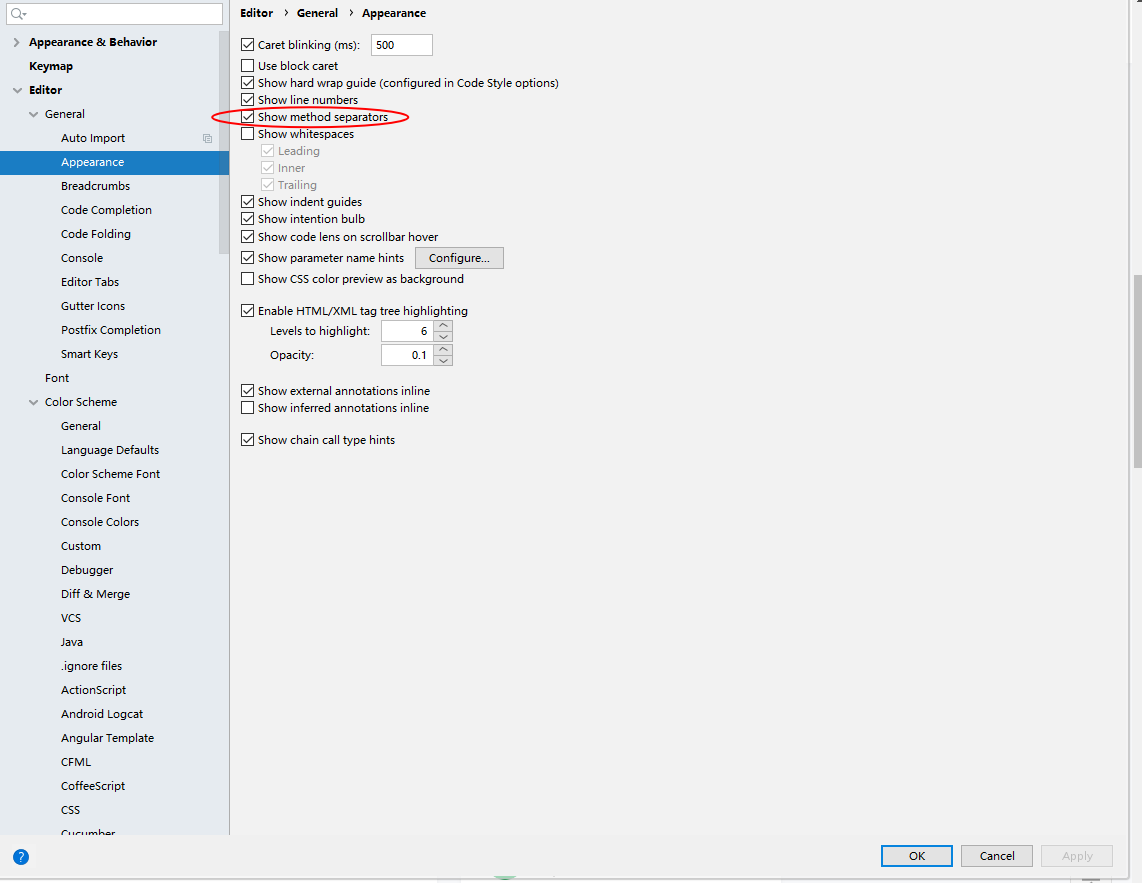 Editor › General › Appearance
Appearance & Behavior
Keymap
Editor
General
Auto Import
Appearance
Breadcrumbs
Code Completion
Code Folding
Console
Editor Tabs
Gutter Icons
Postfix Completion
Smart Keys
Font
Color Scheme
General
Language Defaults
Color Scheme Font
Console Font
Console Colors
Custom
Debugger
Diff & Merge
VCS
Java
.ignore files
ActionScript
Android Logcat
Angular Template
CFML
CoffeeScript
CSS
Cucumber
Caret blinking (ms): 500
Use block caret
Show hard wrap guide (configured in Code Style options)
Show line numbers
Show method separators
Show whitespaces
Leading
Inner
Trailing
Show indent guides
Show intention bulb
Show code lens on scrollbar hover
Show parameter name hints Configure...
Show CSS color preview as background
Enable HTML/XML tag tree highlighting
Levels to highlight: 6
Opacity: 0.1
Show external annotations inline
Show inferred annotations inline
Show chain call type hints
? OK Cancel Apply